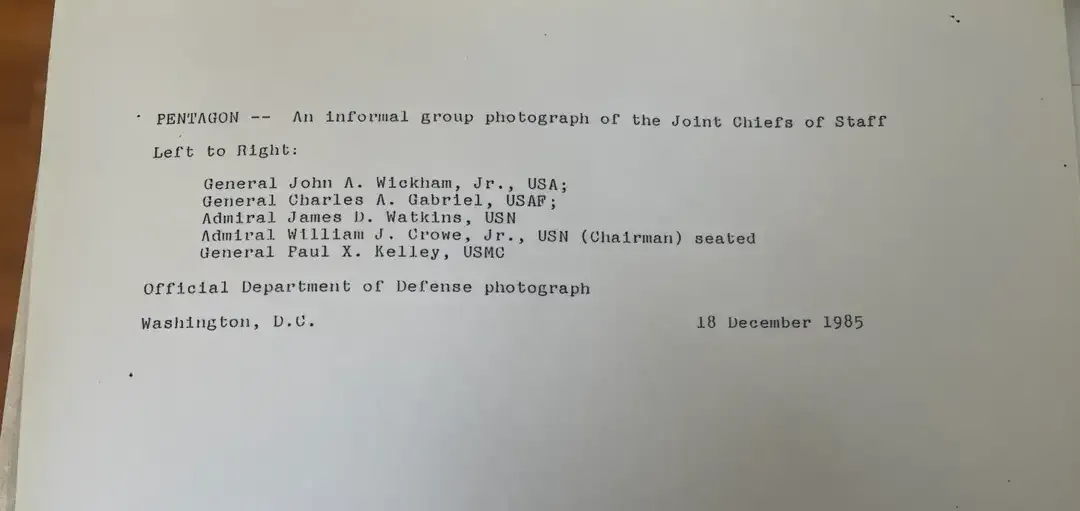 PENTAGON -- An informal group photograph of the Joint Chiefs of Staff
Left to Right:
General John A. Wickham, Jr., USA;
General Charles A. Gabriel, USAF;
Admiral James D. Watkins, USN
Admiral William J. Crowe, Jr., USN (Chairman) seated
General Paul X. Kelley, USMC
Official Department of Defense photograph
Washington, D.C. 18 December 1985